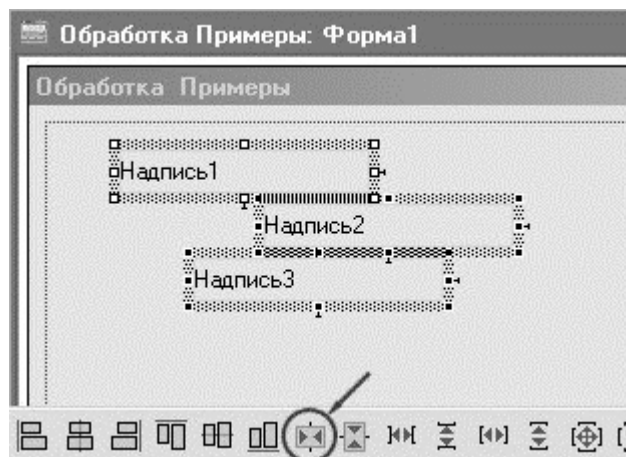 Обработка Примеры: Форма1
Обработка Примеры
Надпись1
Надпись2
Надпись3